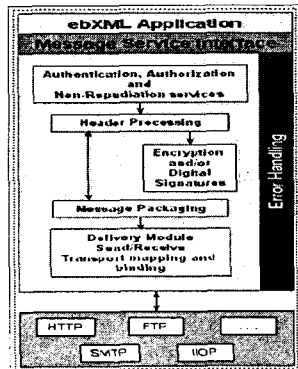 ebXML Application
Message Service Interface
Authentication, Authorization
and
Non-Repudiation services
Header Processing
Encryption
and/or
Digital
Signatures
Message Packaging
Delivery Module
Send/Receive
Transport mapping and
binding
Error Handling
HTTP
FTP
. . . .
SMTP
IIOP